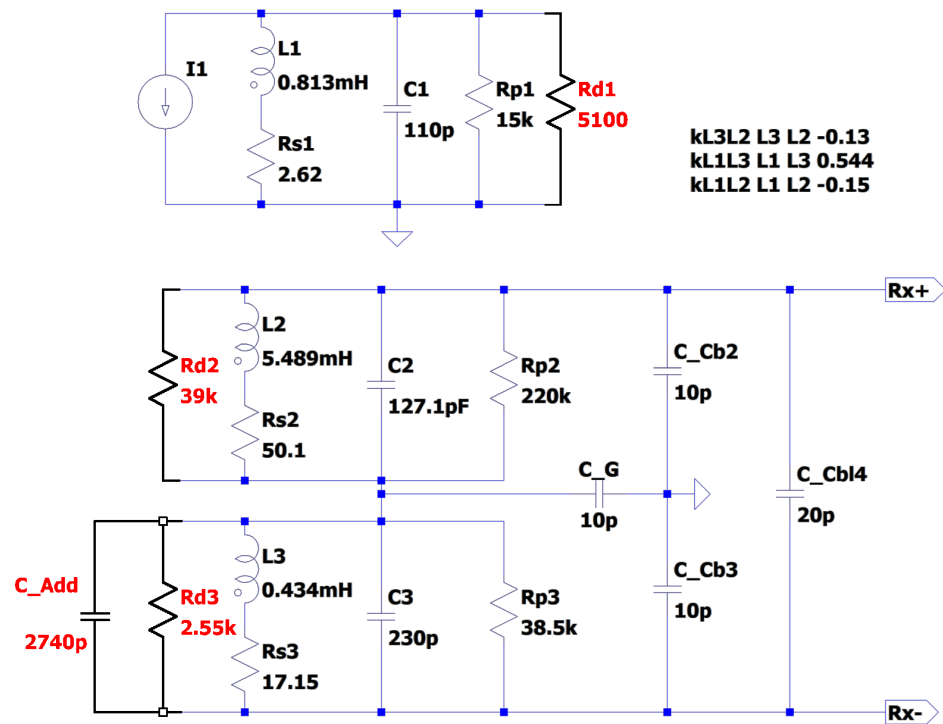 I1
L1
0.813mH
Rs1
2.62
C1
110p
Rp1
15k
Rd1
5100
kL3L2 L3 L2 -0.13
kL1L3 L1 L3 0.544
kL1L2 L1 L2 -0.15
Rx+
Rd2
39k
L2
5.489mH
Rs2
50.1
C2
127.1pF
Rp2
220k
C_Cb2
10p
C_G
10p
C_Cbl4
20p
C_Add
2740p
Rd3
2.55k
L3
0.434mH
Rs3
17.15
C3
230p
Rp3
38.5k
C_Cb3
10p
Rx-